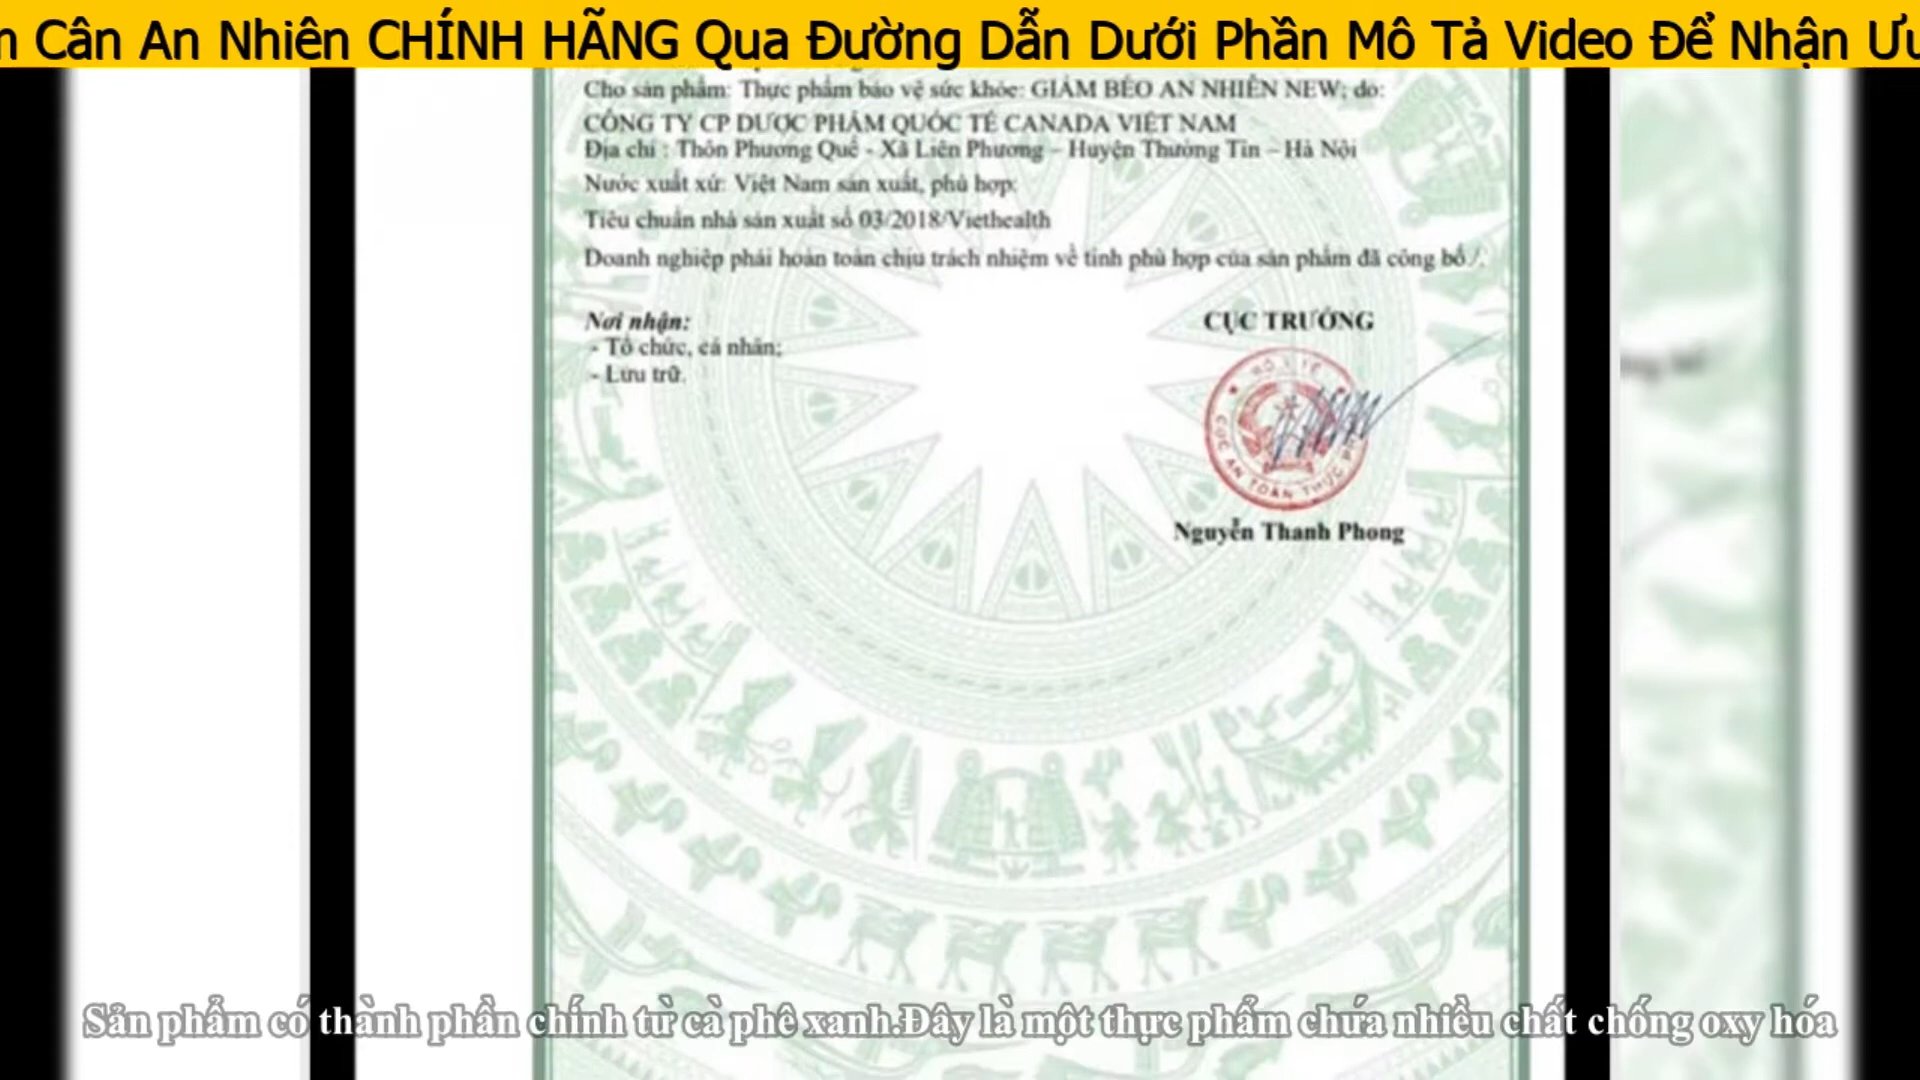 n Cân An Nhiên CHÍNH HÃNG Qua Đường Dẫn Dưới Phần Mô Tả Video Để Nhận Ưu
Cho sản phẩm: Thực phẩm bảo vệ sức khỏe: GIẢM BÉO AN NHIÊN NEW; do:
CÔNG TY CP DƯỢC PHẨM QUỐC TẾ CANADA VIỆT NAM
Địa chỉ : Thôn Phương Quế - Xã Liên Phương – Huyện Thường Tín – Hà Nội
Nước xuất xứ: Việt Nam sản xuất, phù hợp:
Tiêu chuẩn nhà sản xuất số 03/2018/Viethealth
Doanh nghiệp phải hoàn toàn chịu trách nhiệm về tính phù hợp của sản phẩm đã công bố./.
Nơi nhận:
- Tổ chức, cá nhân;
- Lưu trữ.
CỤC TRƯỞNG
BỘ Y TẾ
CỤC AN TOÀN THỰC
Nguyễn Thanh Phong
Sản phẩm có thành phần chính từ cà phê xanh.Đây là một thực phẩm chứa nhiều chất chống oxy hóa